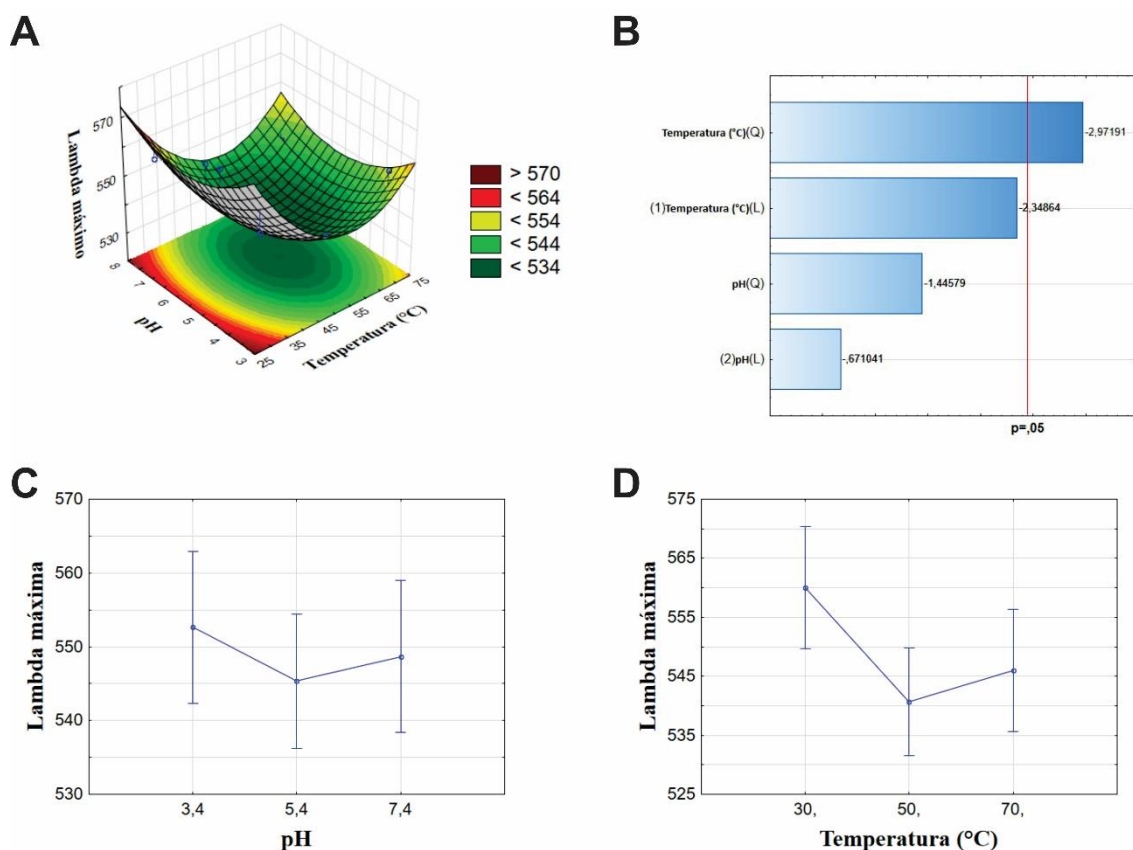 A
Lambda máximo
570
550
530
8
7
6
5
4
3
pH
25
35
45
55
65
75
Temperatura (°C)
> 570
< 564
< 554
< 544
< 534
B
Temperatura (°C)(Q)
-2,97191
(1)Temperatura (°C)(L)
-2,34864
pH(Q)
-1,44579
(2)pH(L)
-,671041
p=,05
C
Lambda máxima
570
560
550
540
530
3,4
5,4
7,4
pH
D
Lambda máxima
575
565
555
545
535
525
30,
50,
70,
Temperatura (°C)